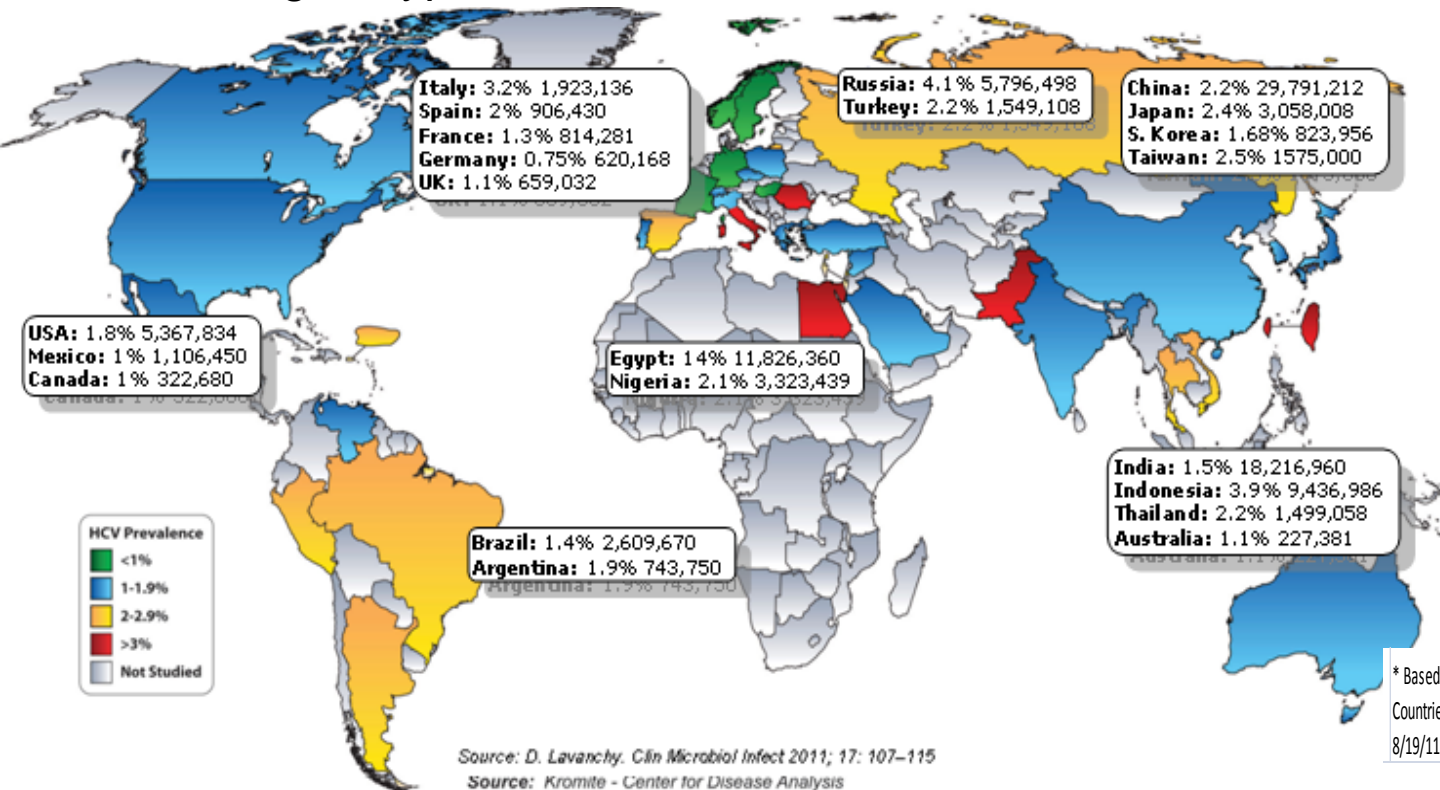 Italy: 3.2% 1,923,136
Spain: 2% 906,430
France: 1.3% 814,281
Germany: 0.75% 620,168
UK: 1.1% 659,032
Russia: 4.1% 5,796,498
Turkey: 2.2% 1,549,108
China: 2.2% 29,791,212
Japan: 2.4% 3,058,008
S. Korea: 1.68% 823,956
Taiwan: 2.5% 1575,000
USA: 1.8% 5,367,834
Mexico: 1% 1,106,450
Canada: 1% 322,680
Egypt: 14% 11,826,360
Nigeria: 2.1% 3,323,439
India: 1.5% 18,216,960
Indonesia: 3.9% 9,436,986
Thailand: 2.2% 1,499,058
Australia: 1.1% 227,381
Brazil: 1.4% 2,609,670
Argentina: 1.9% 743,750
HCV Prevalence
<1%
1-1.9%
2-2.9%
>3%
Not Studied
* Based
Countrie
8/19/11
Source: D. Lavanchy. Clin Microbiol Infect 2011; 17: 107–115
Source: Kromite - Center for Disease Analysis